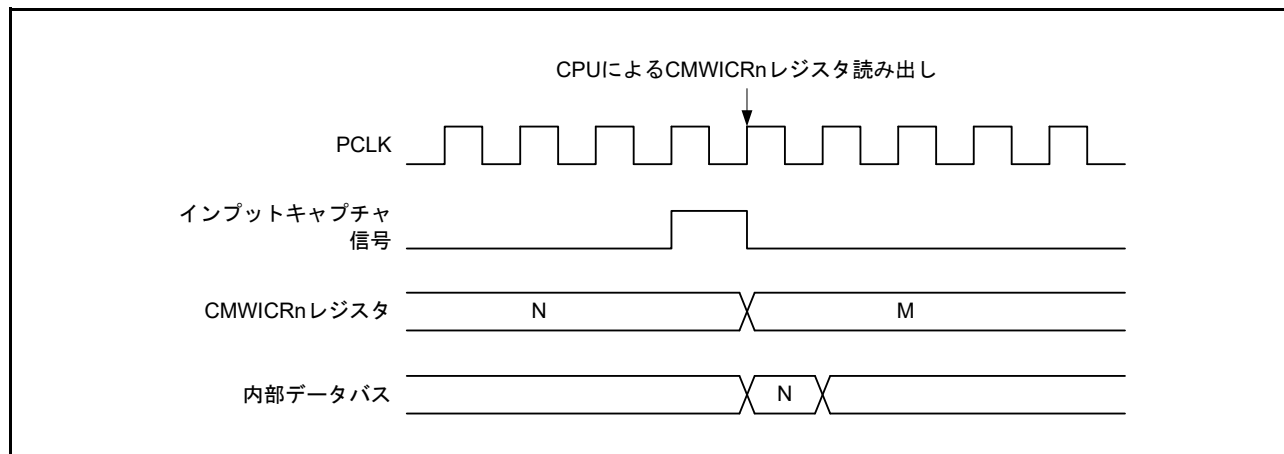 CPUによるCMWICRnレジスタ読み出し
PCLK
インプットキャプチャ
信号
CMWICRnレジスタ
N
M
内部データバス
N